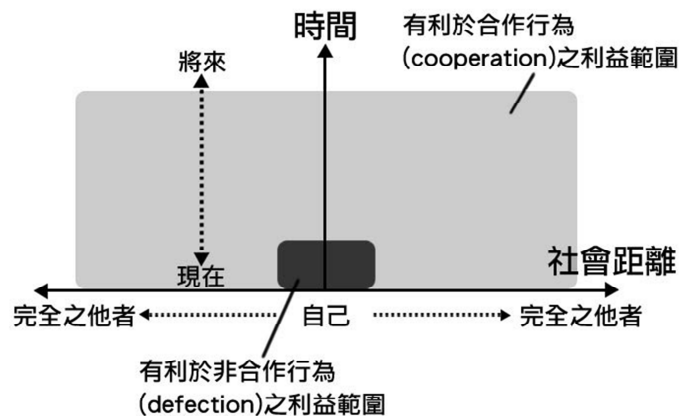 時間
有利於合作行為
(cooperation)之利益範圍
將來
現在
社會距離
完全之他者
自己
完全之他者
有利於非合作行為
(defection)之利益範圍